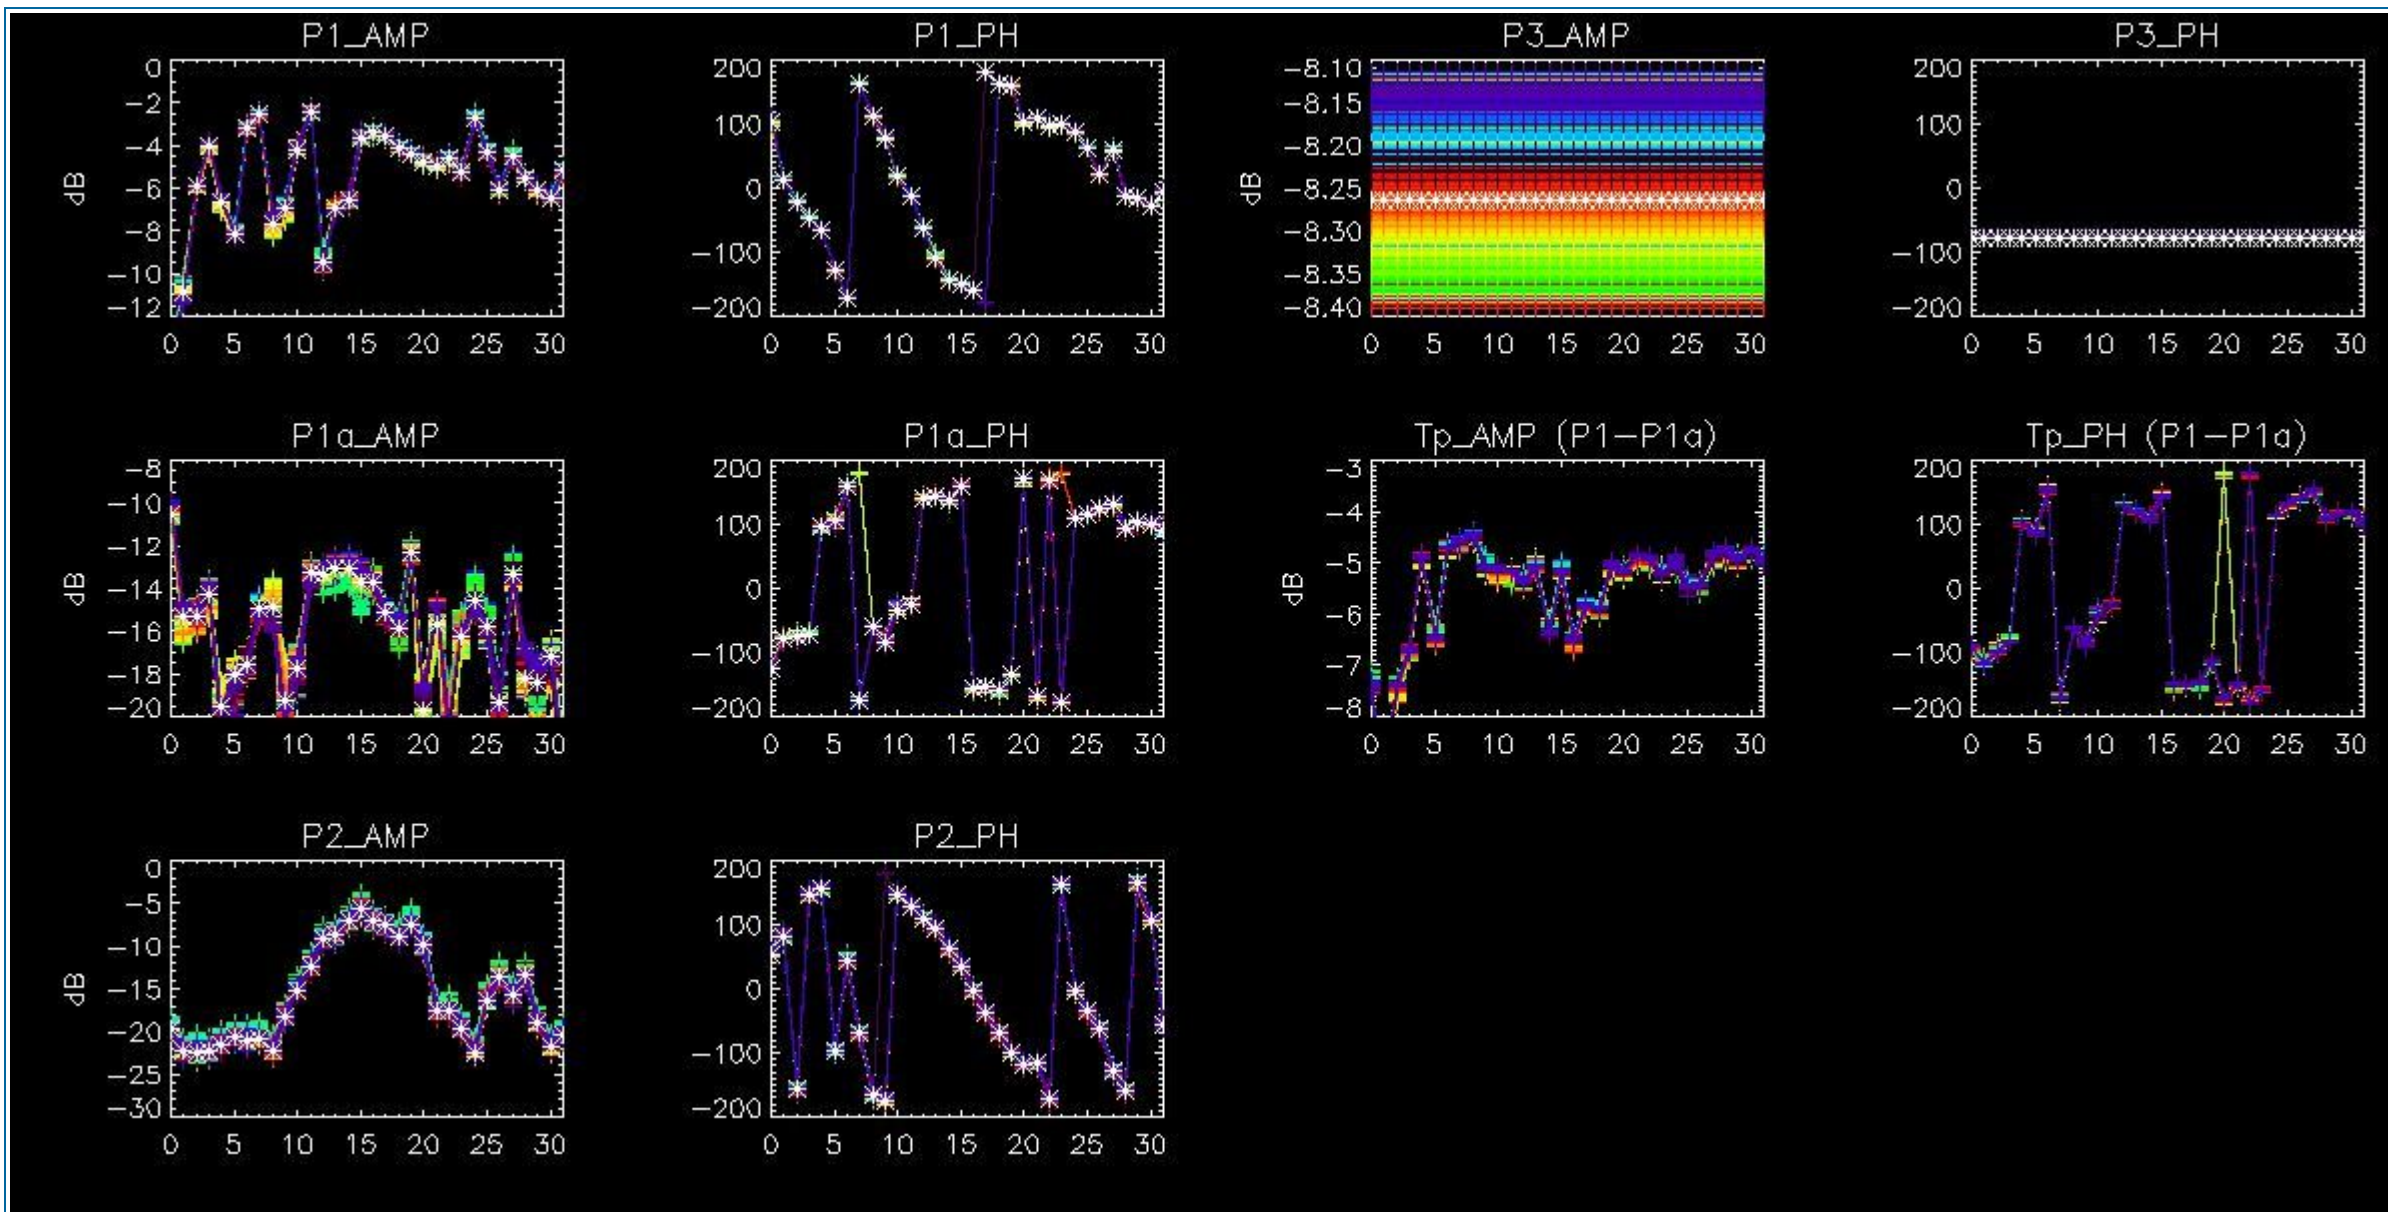 P1_AMP
0
−2
−4
−6
−8
−10
−12
dB
0 5 10 15 20 25 30
P1_PH
200
100
0
−100
−200
0 5 10 15 20 25 30
P3_AMP
−8.10
−8.15
−8.20
−8.25
−8.30
−8.35
−8.40
dB
0 5 10 15 20 25 30
P3_PH
200
100
0
−100
−200
0 5 10 15 20 25 30
P1a_AMP
−8
−10
−12
−14
−16
−18
−20
dB
0 5 10 15 20 25 30
P1a_PH
200
100
0
−100
−200
0 5 10 15 20 25 30
Tp_AMP (P1−P1a)
−3
−4
−5
−6
−7
−8
dB
0 5 10 15 20 25 30
Tp_PH (P1−P1a)
200
100
0
−100
−200
0 5 10 15 20 25 30
P2_AMP
0
−5
−10
−15
−20
−25
−30
dB
0 5 10 15 20 25 30
P2_PH
200
100
0
−100
−200
0 5 10 15 20 25 30